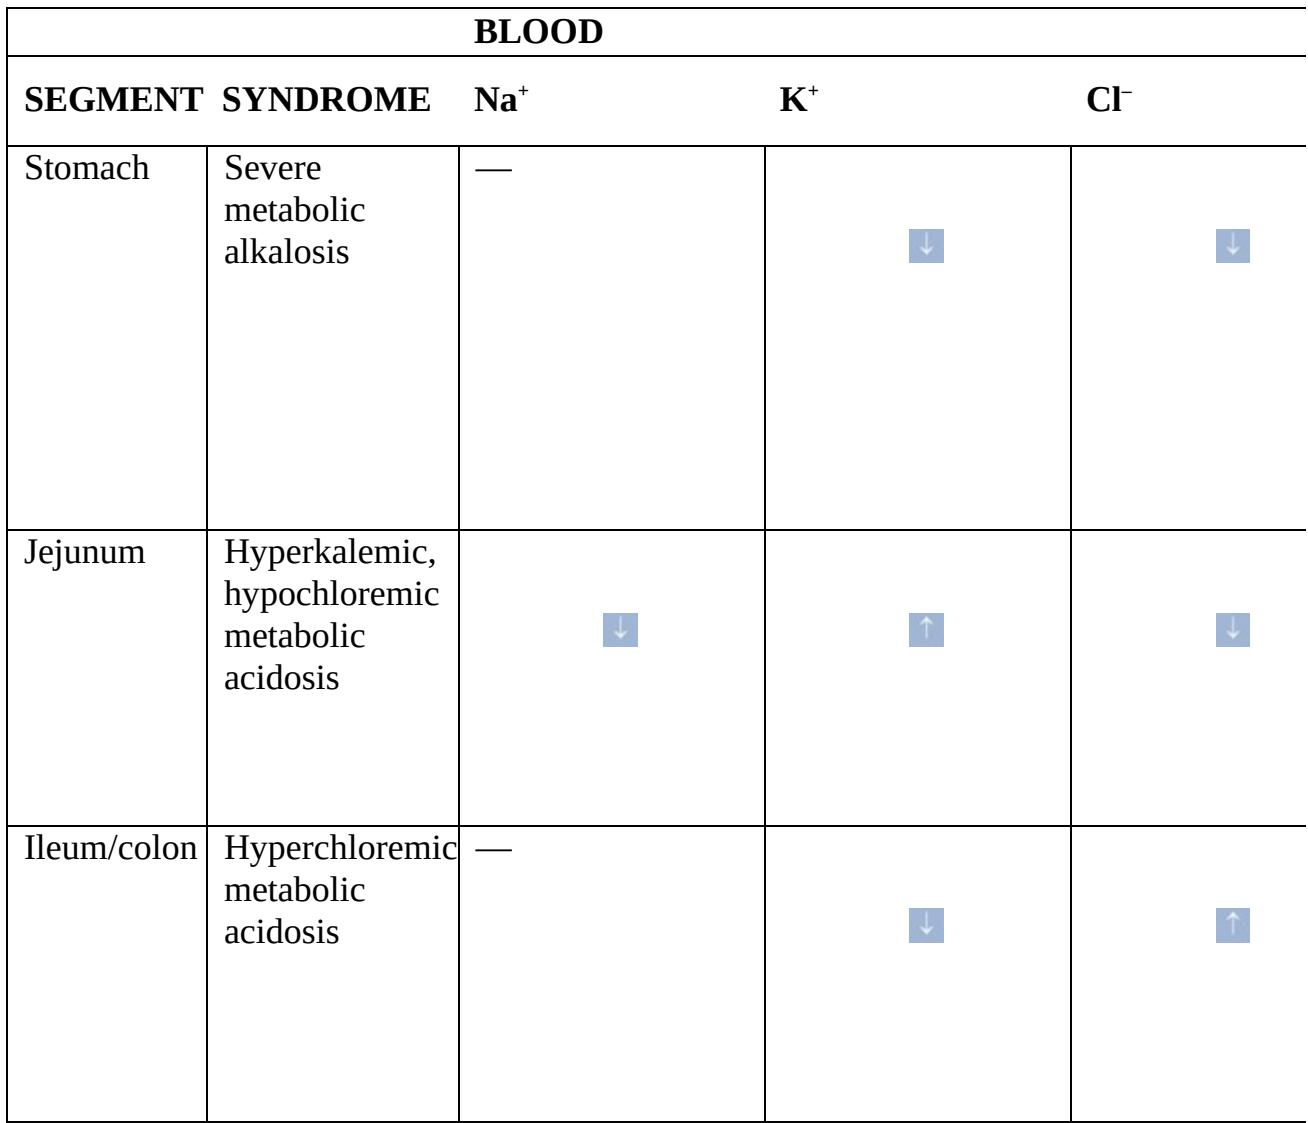 BLOOD
SEGMENT SYNDROME Na⁺ K⁺ Cl⁻
Stomach Severe — 
metabolic
alkalosis ↓ ↓
Jejunum Hyperkalemic,
hypochloremic
metabolic ↓ ↑ ↓
acidosis
Ileum/colon Hyperchloremic —
metabolic
acidosis ↓ ↑